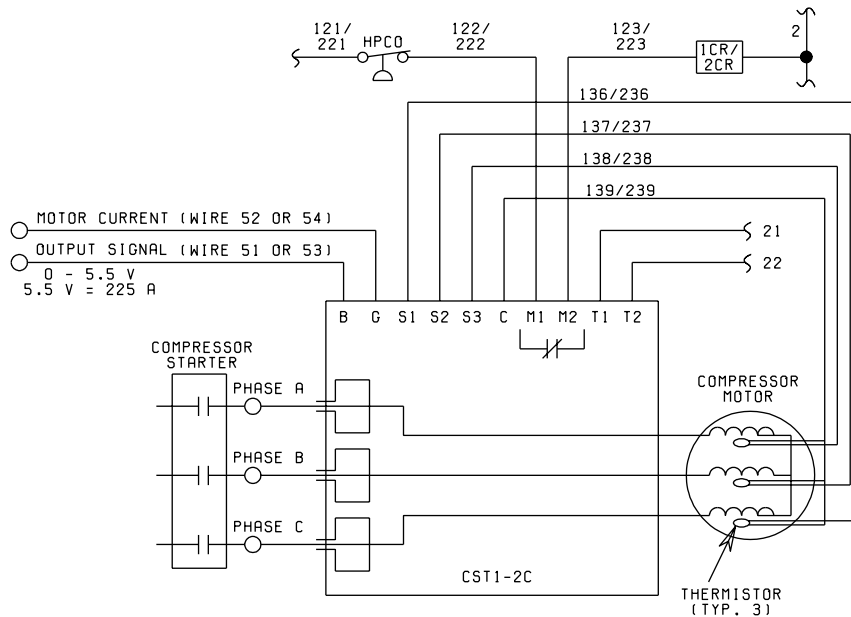 121/
221
HPCO
122/
222
123/
223
1CR/
2CR
2
136/236
137/237
138/238
139/239
MOTOR CURRENT (WIRE 52 OR 54)
OUTPUT SIGNAL (WIRE 51 OR 53)
0 - 5.5 V
5.5 V = 225 A
21
22
B G S1 S2 S3 C M1 M2 T1 T2
COMPRESSOR
STARTER
PHASE A
PHASE B
PHASE C
COMPRESSOR
MOTOR
CST1-2C
THERMISTOR
(TYP. 3)